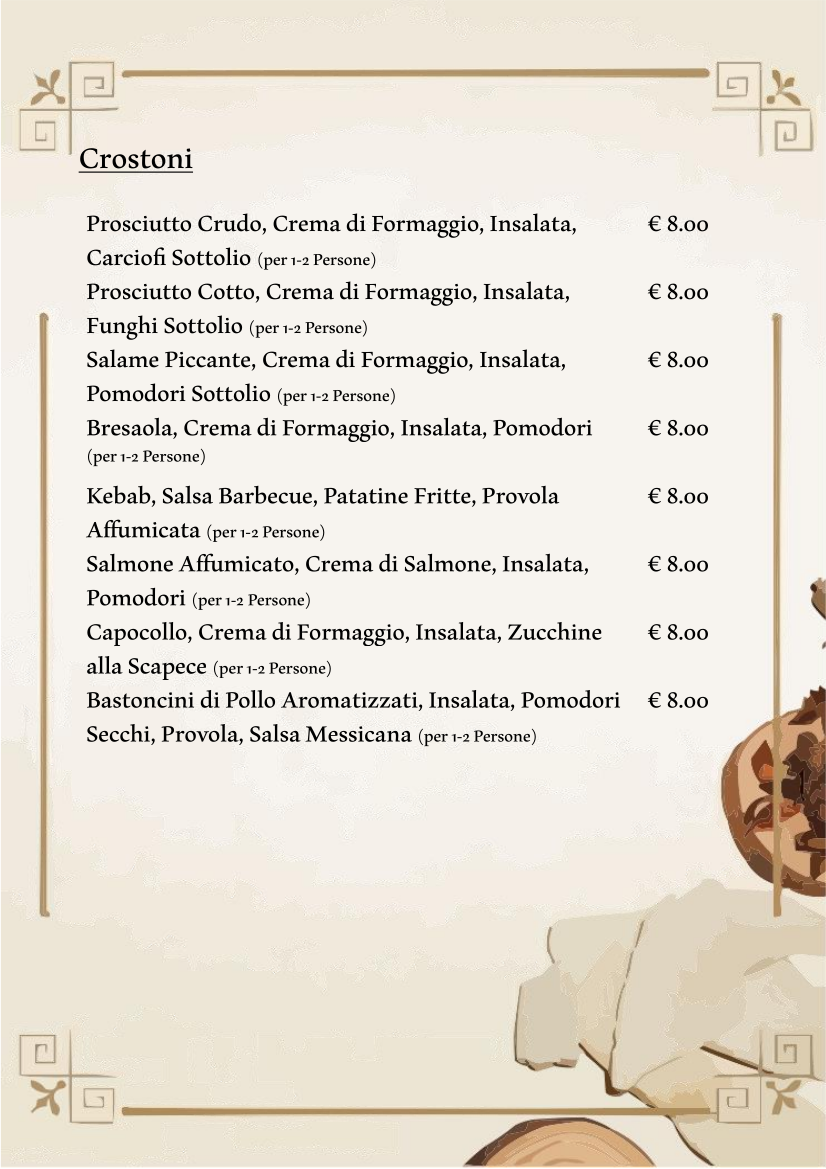 Crostoni
Prosciutto Crudo, Crema di Formaggio, Insalata, € 8.00
Carciofi Sottolio (per 1-2 Persone)
Prosciutto Cotto, Crema di Formaggio, Insalata, € 8.00
Funghi Sottolio (per 1-2 Persone)
Salame Piccante, Crema di Formaggio, Insalata, € 8.00
Pomodori Sottolio (per 1-2 Persone)
Bresaola, Crema di Formaggio, Insalata, Pomodori € 8.00
(per 1-2 Persone)
Kebab, Salsa Barbecue, Patatine Fritte, Provola € 8.00
Affumicata (per 1-2 Persone)
Salmone Affumicato, Crema di Salmone, Insalata, € 8.00
Pomodori (per 1-2 Persone)
Capocollo, Crema di Formaggio, Insalata, Zucchine € 8.00
alla Scapece (per 1-2 Persone)
Bastoncini di Pollo Aromatizzati, Insalata, Pomodori € 8.00
Secchi, Provola, Salsa Messicana (per 1-2 Persone)